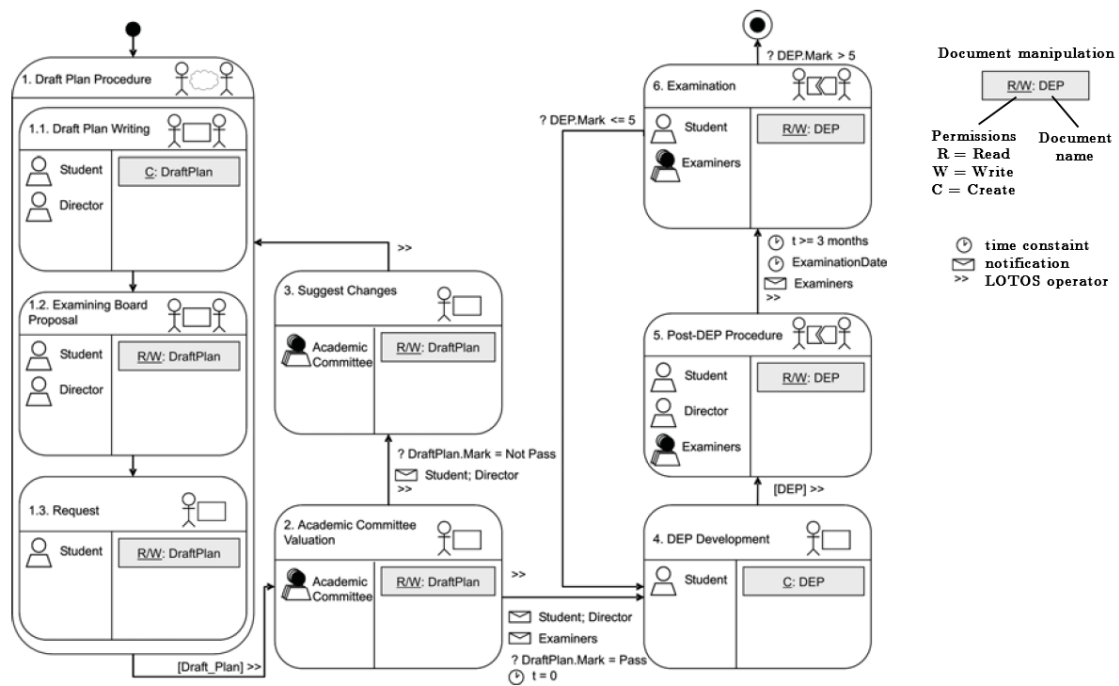 1. Draft Plan Procedure
1.1. Draft Plan Writing
Student
Director
C: DraftPlan
1.2. Examining Board
Proposal
Student
Director
R/W: DraftPlan
1.3. Request
Student
R/W: DraftPlan
[Draft_Plan] >>
>>
3. Suggest Changes
Academic
Committee
R/W: DraftPlan
? DraftPlan.Mark = Not Pass
Student; Director
>>
2. Academic Committee
Valuation
Academic
Committee
R/W: DraftPlan
>>
Student; Director
Examiners
? DraftPlan.Mark = Pass
t = 0
? DEP.Mark > 5
6. Examination
? DEP.Mark <= 5
Student
Examiners
R/W: DEP
t >= 3 months
ExaminationDate
Examiners
>>
5. Post-DEP Procedure
Student
Director
Examiners
R/W: DEP
[DEP] >>
4. DEP Development
Student
C: DEP
Document manipulation
R/W: DEP
Permissions
R = Read
W = Write
C = Create
Document
name
time constaint
notification
>> LOTOS operator